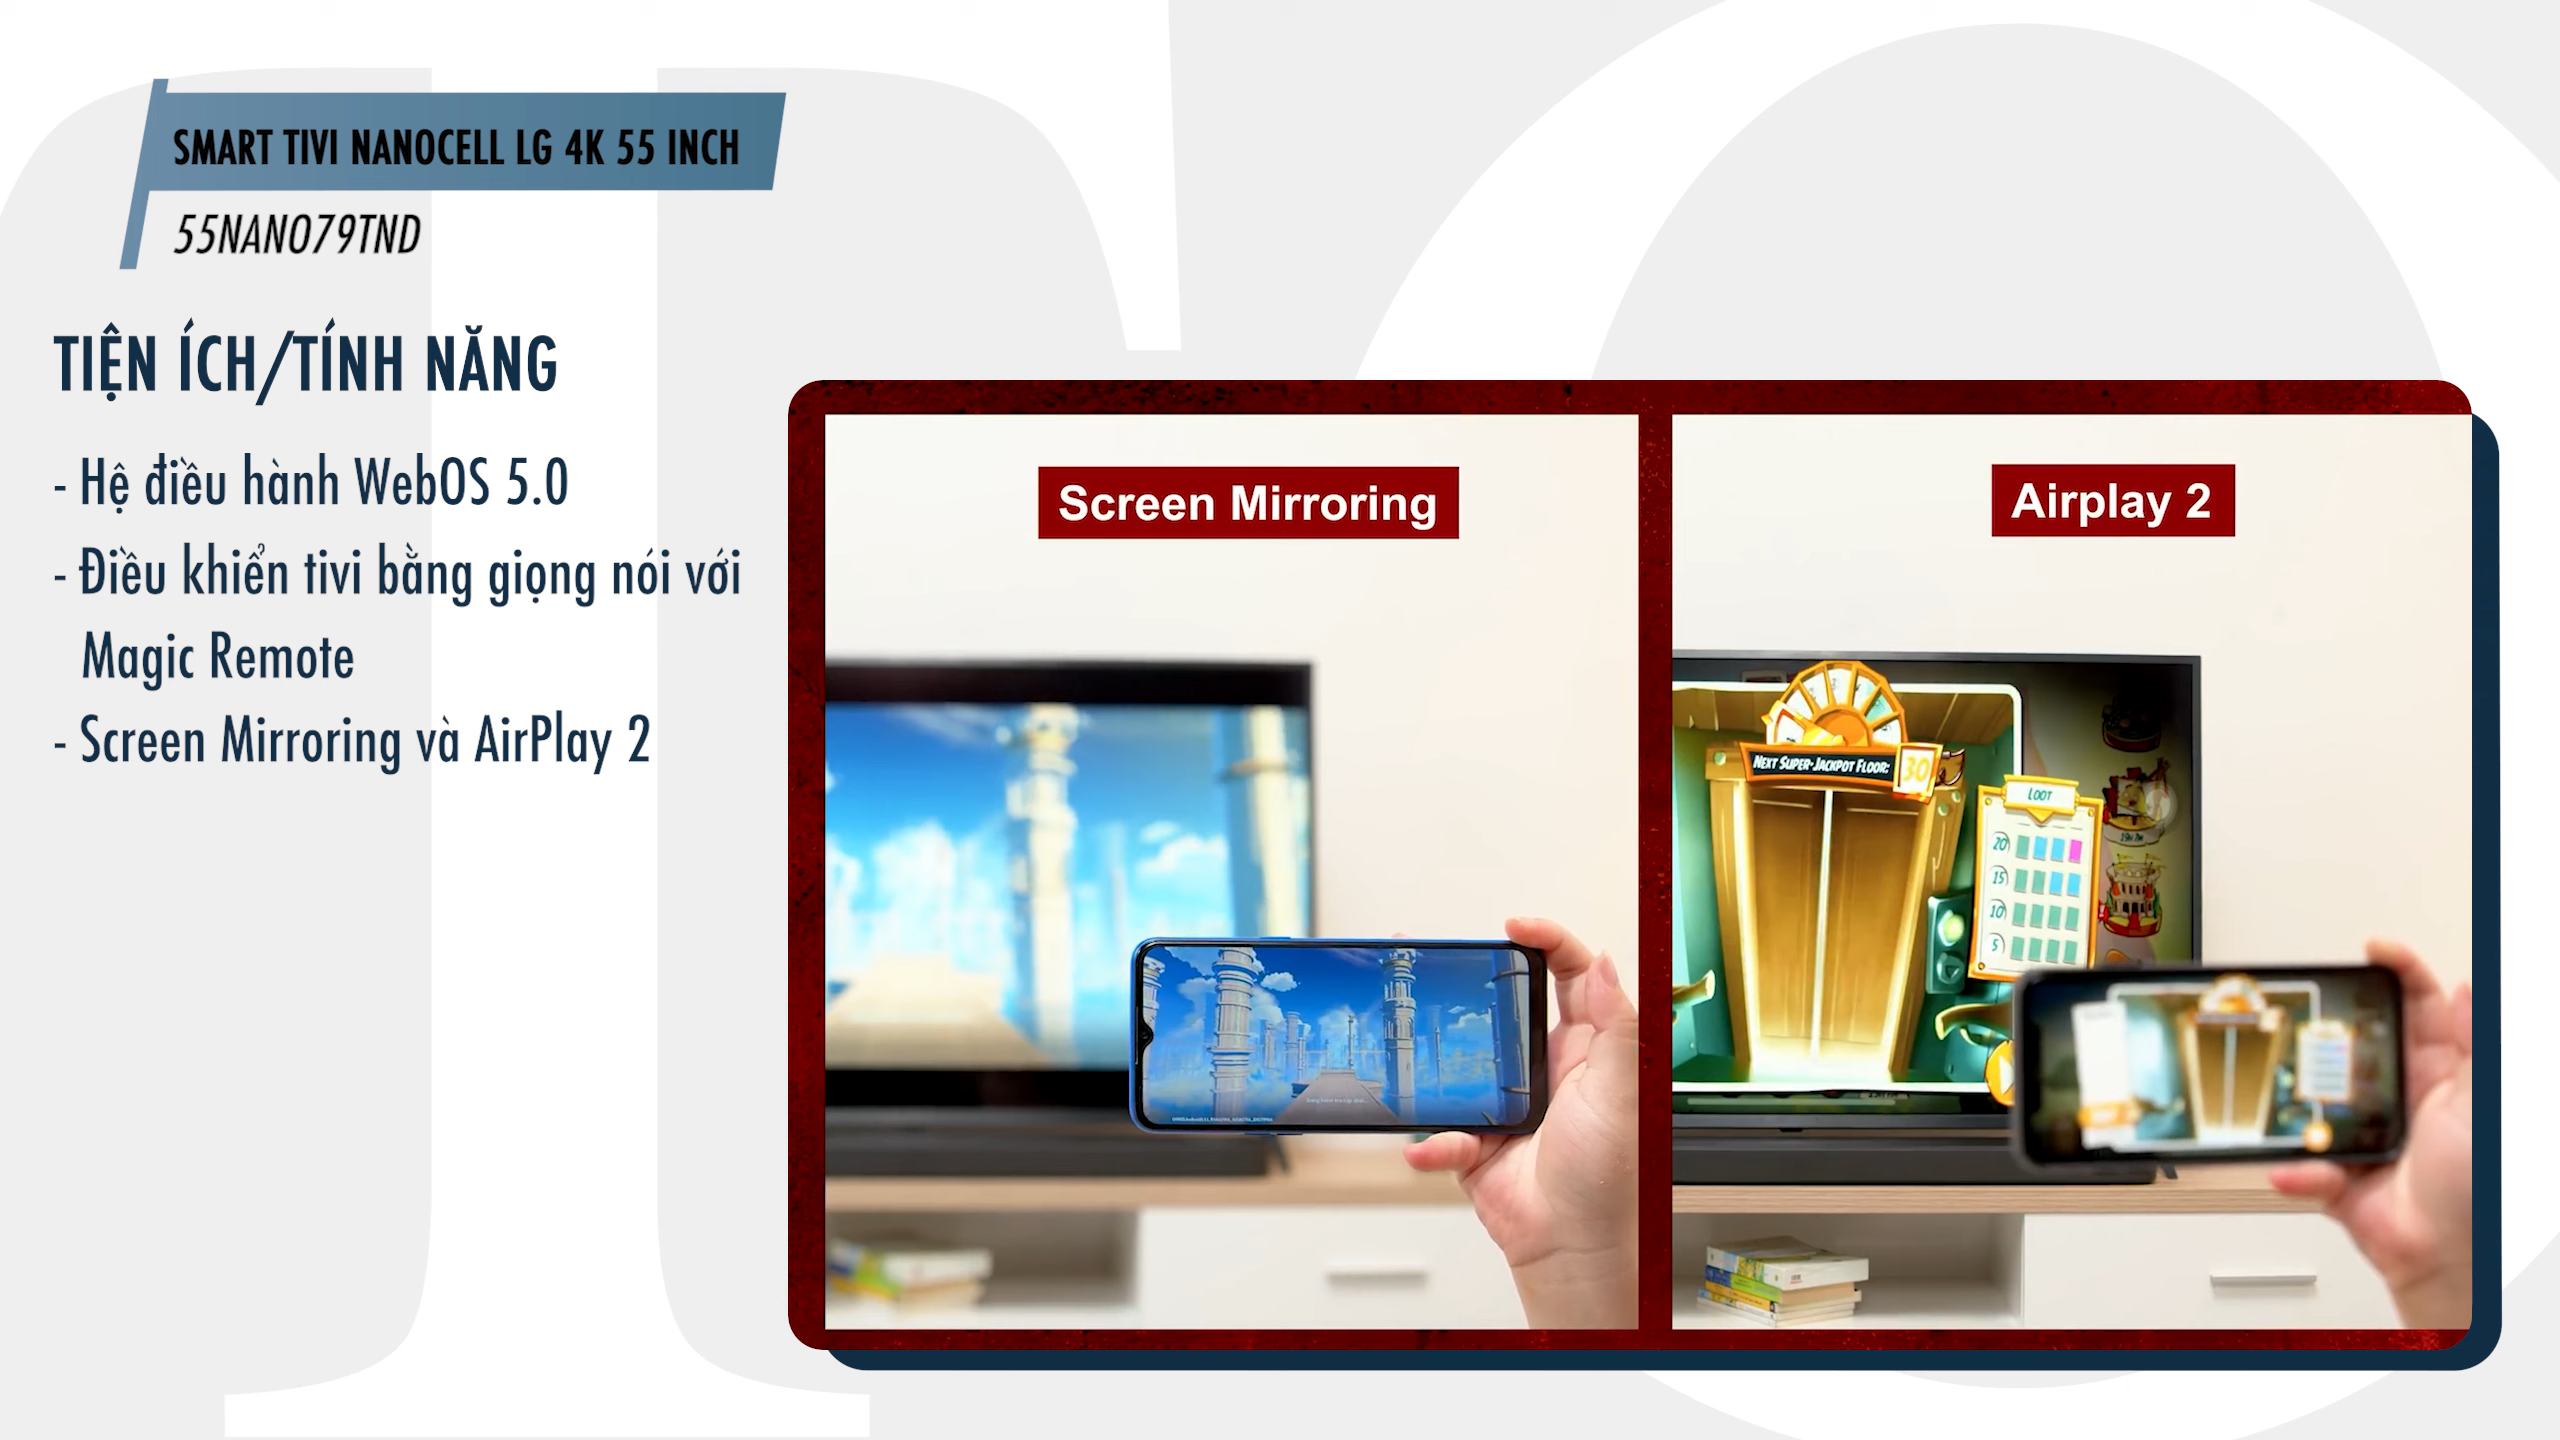 SMART TIVI NANOCELL LG 4K 55 INCH
55NANO79TND
TIỆN ÍCH/TÍNH NĂNG
- Hệ điều hành WebOS 5.0
- Điều khiển tivi bằng giọng nói với
Magic Remote
- Screen Mirroring và AirPlay 2
Screen Mirroring
Airplay 2
NEXT SUPER-JACKPOT FLOOR: 30
LOOT
20
15
10
5